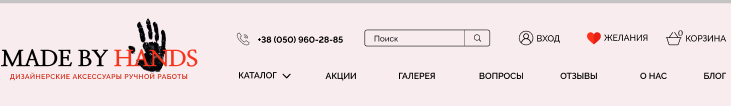 MADE BY HANDS
ДИЗАЙНЕРСКИЕ АКСЕССУАРЫ РУЧНОЙ РАБОТЫ
+38 (050) 960-28-85
Поиск
ВХОД
ЖЕЛАНИЯ
0
КОРЗИНА
КАТАЛОГ
АКЦИИ
ГАЛЕРЕЯ
ВОПРОСЫ
ОТЗЫВЫ
О НАС
БЛОГ